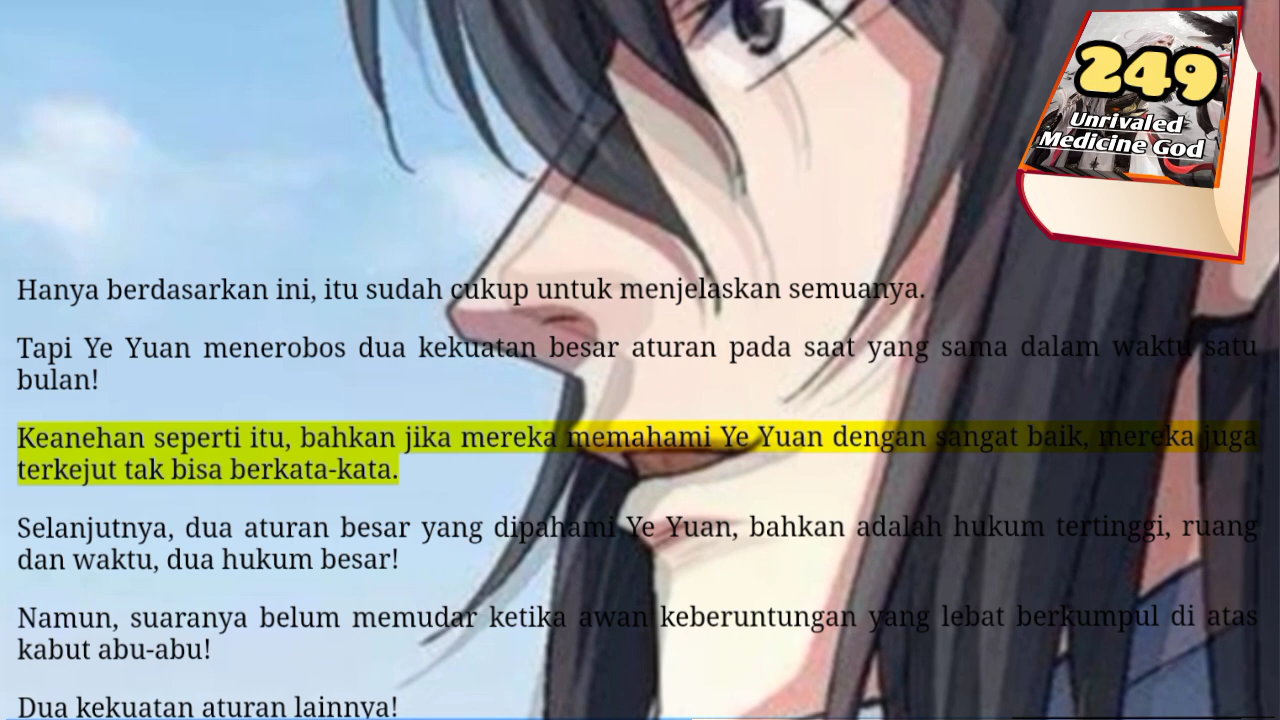 249
Unrivaled
Medicine God
Hanya berdasarkan ini, itu sudah cukup untuk menjelaskan semuanya.
Tapi Ye Yuan menerobos dua kekuatan besar aturan pada saat yang sama dalam waktu satu
bulan!
Keanehan seperti itu, bahkan jika mereka memahami Ye Yuan dengan sangat baik, mereka juga
terkejut tak bisa berkata-kata.
Selanjutnya, dua aturan besar yang dipahami Ye Yuan, bahkan adalah hukum tertinggi, ruang
dan waktu, dua hukum besar!
Namun, suaranya belum memudar ketika awan keberuntungan yang lebat berkumpul di atas
kabut abu-abu!
Dua kekuatan aturan lainnya!